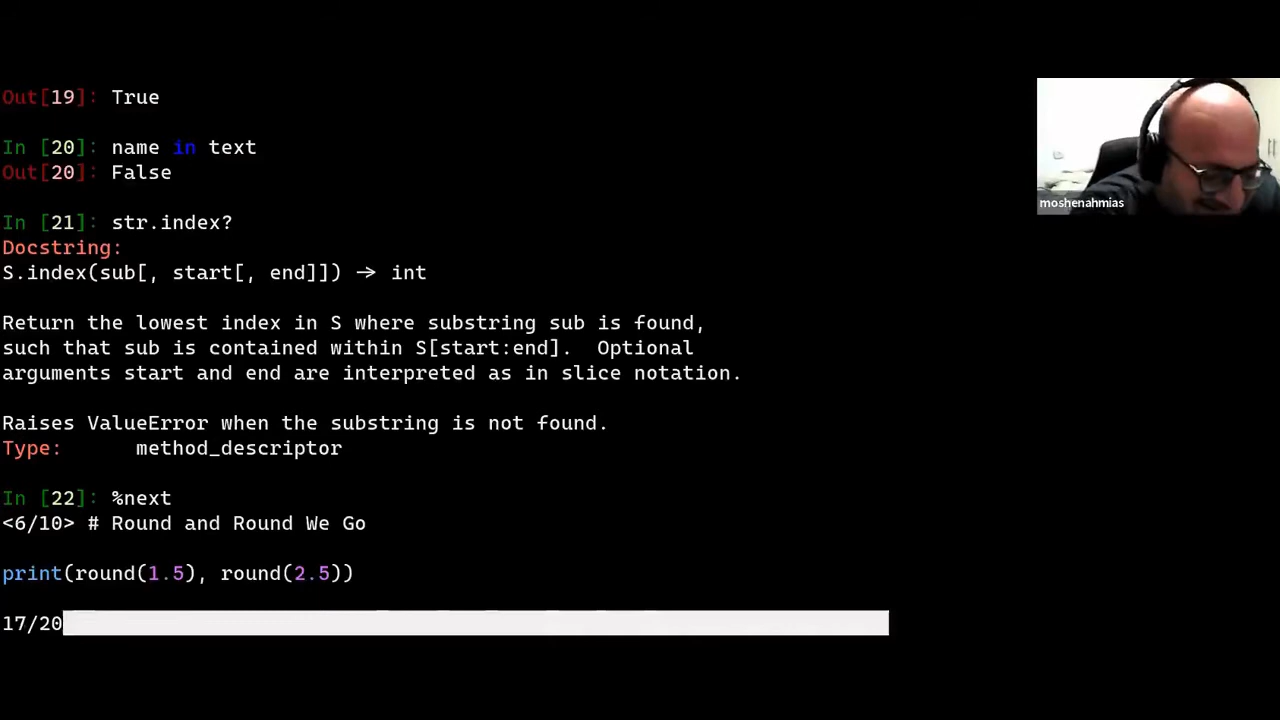 Out[19]: True
In [20]: name in text
Out[20]: False
In [21]: str.index?
Docstring:
S.index(sub[, start[, end]]) → int
Return the lowest index in S where substring sub is found,
such that sub is contained within S[start:end].  Optional
arguments start and end are interpreted as in slice notation.
Raises ValueError when the substring is not found.
Type:      method_descriptor
In [22]: %next
<6/10> # Round and Round We Go
print(round(1.5), round(2.5))
17/20
moshenahmias